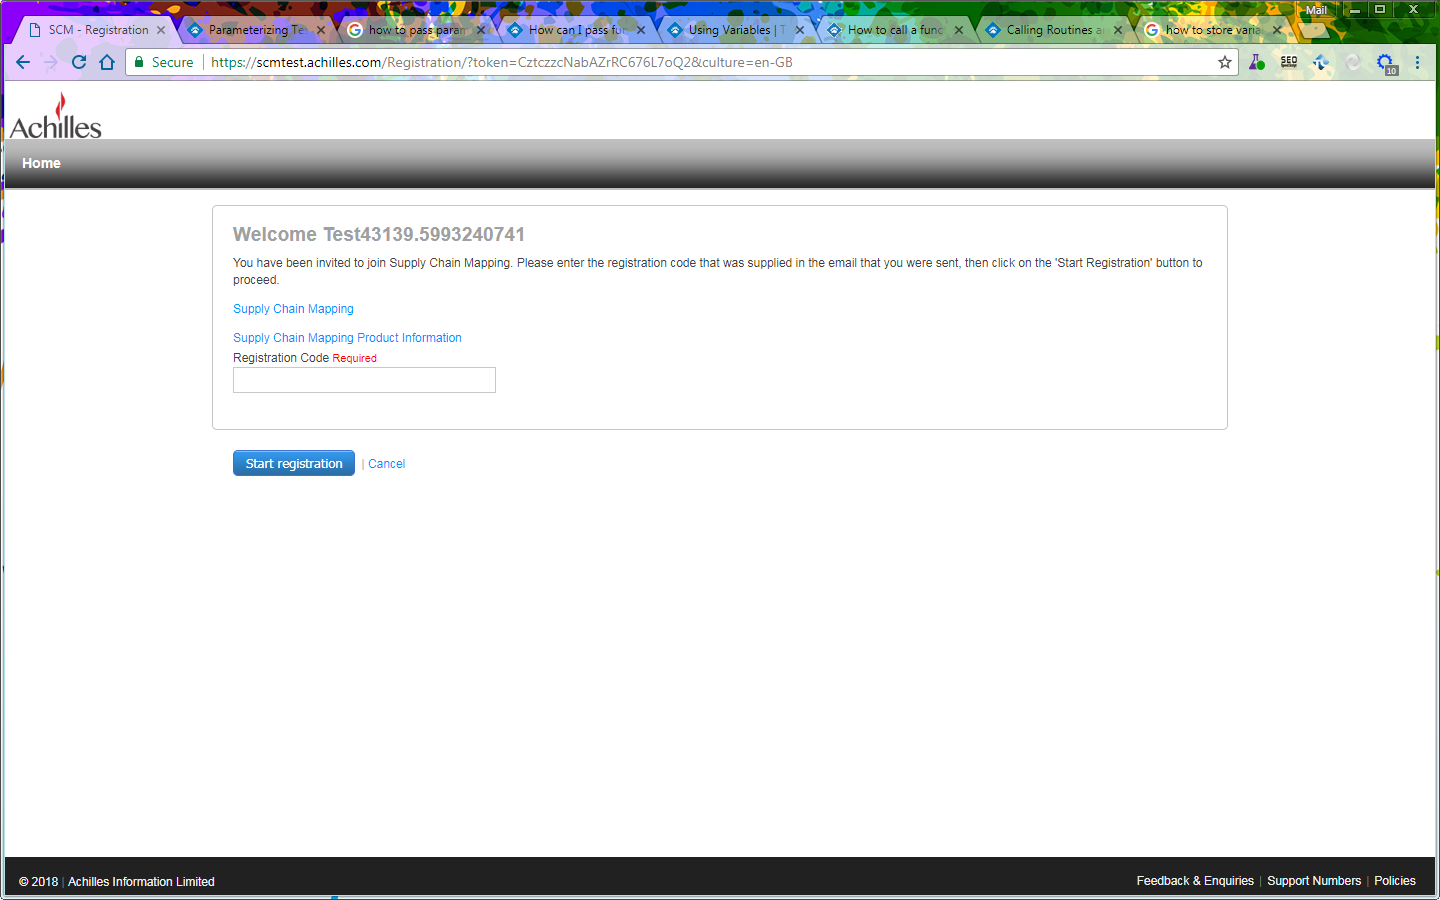 Mail
SCM - Registration
Parameterizing Te
how to pass param
How can I pass fun
Using Variables | T
How to call a func
Calling Routines a
how to store varia
Secure
https://scmtest.achilles.com/Registration/?token=CztczzcNabAZrRC676L7oQ2&culture=en-GB
SEO
10
Achilles
Home
Welcome Test43139.5993240741
You have been invited to join Supply Chain Mapping. Please enter the registration code that was supplied in the email that you were sent, then click on the 'Start Registration' button to
proceed.
Supply Chain Mapping
Supply Chain Mapping Product Information
Registration Code Required
Start registration | Cancel
© 2018 | Achilles Information Limited
Feedback & Enquiries | Support Numbers | Policies